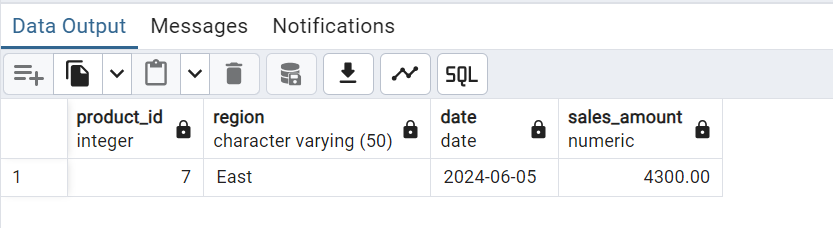 Data Output Messages Notifications
SQL
product_id region date sales_amount
integer character varying (50) date numeric
1 7 East 2024-06-05 4300.00